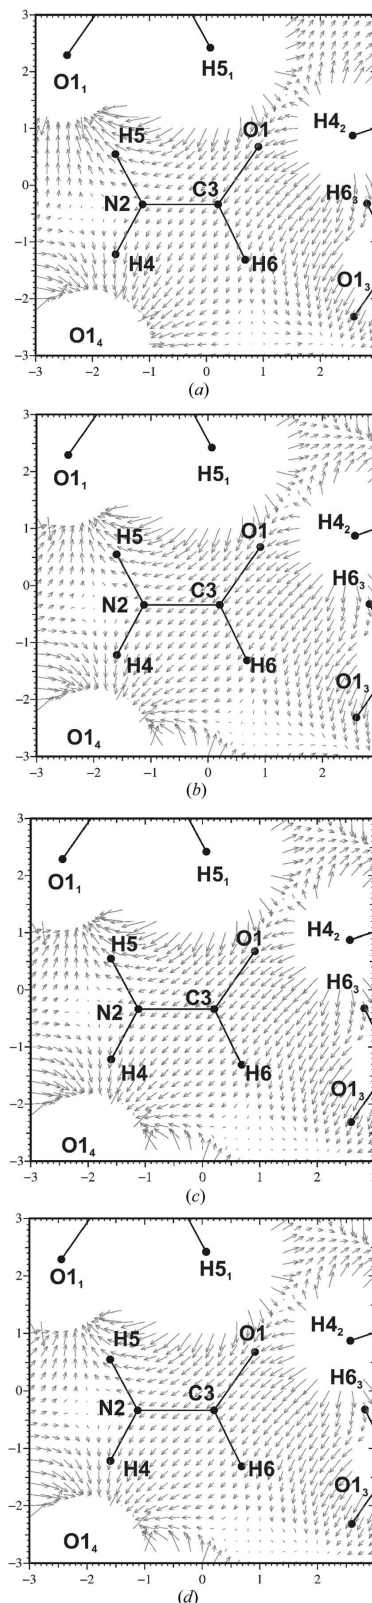 3
O1₁
H5₁
2
1
H5
O1
H4₂
0
N2
C3
H6₃
−1
H4
H6
−2
O1₄
O1₃
−3
−3 −2 −1 0 1 2
(a)
3
O1₁
H5₁
2
1
H5
O1
H4₂
0
N2
C3
H6₃
−1
H4
H6
−2
O1₄
O1₃
−3
−3 −2 −1 0 1 2
(b)
3
O1₁
H5₁
2
1
H5
O1
H4₂
0
N2
C3
H6₃
−1
H4
H6
−2
O1₄
O1₃
−3
−3 −2 −1 0 1 2
(c)
3
O1₁
H5₁
2
1
H5
O1
H4₂
0
N2
C3
H6₃
−1
H4
H6
−2
O1₄
O1₃
−3
−3 −2 −1 0 1 2
(d)